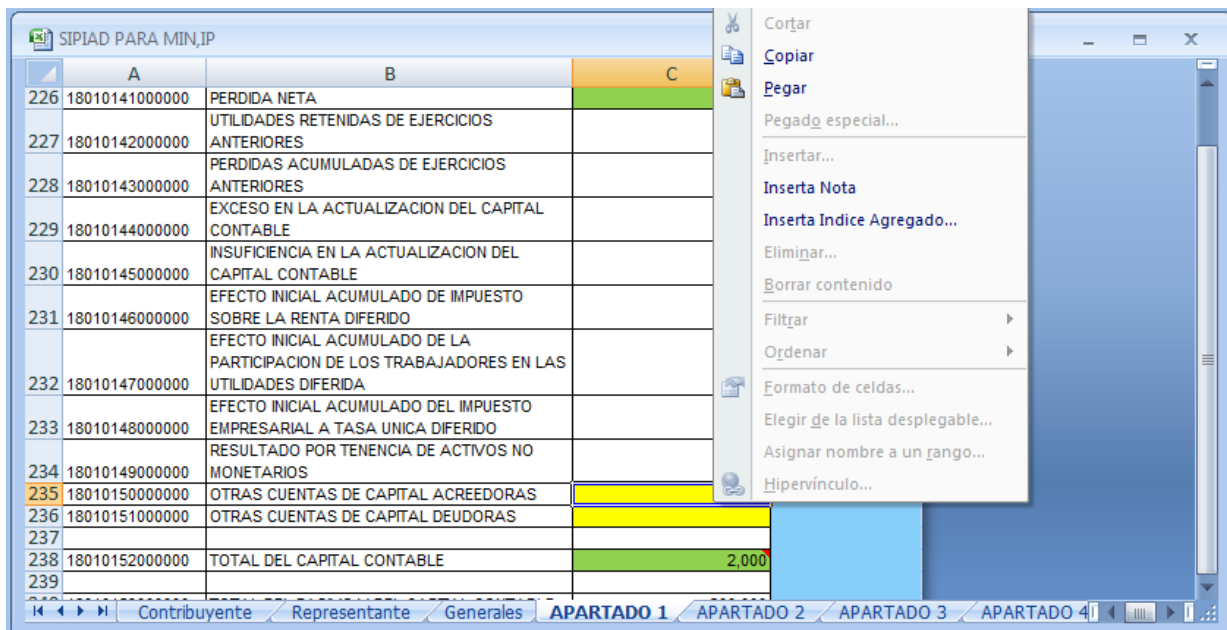 SIPIAD PARA MIN,IP
A B C
226 18010141000000 PERDIDA NETA
UTILIDADES RETENIDAS DE EJERCICIOS
227 18010142000000 ANTERIORES
PERDIDAS ACUMULADAS DE EJERCICIOS
228 18010143000000 ANTERIORES
EXCESO EN LA ACTUALIZACION DEL CAPITAL
229 18010144000000 CONTABLE
INSUFICIENCIA EN LA ACTUALIZACION DEL
230 18010145000000 CAPITAL CONTABLE
EFECTO INICIAL ACUMULADO DE IMPUESTO
231 18010146000000 SOBRE LA RENTA DIFERIDO
EFECTO INICIAL ACUMULADO DE LA
PARTICIPACION DE LOS TRABAJADORES EN LAS
232 18010147000000 UTILIDADES DIFERIDA
EFECTO INICIAL ACUMULADO DEL IMPUESTO
233 18010148000000 EMPRESARIAL A TASA UNICA DIFERIDO
RESULTADO POR TENENCIA DE ACTIVOS NO
234 18010149000000 MONETARIOS
235 18010150000000 OTRAS CUENTAS DE CAPITAL ACREEDORAS
236 18010151000000 OTRAS CUENTAS DE CAPITAL DEUDORAS
237
238 18010152000000 TOTAL DEL CAPITAL CONTABLE 2,000
239
Cortar
Copiar
Pegar
Pegado especial...
Insertar...
Inserta Nota
Inserta Indice Agregado...
Eliminar...
Borrar contenido
Filtrar
Ordenar
Formato de celdas...
Elegir de la lista desplegable...
Asignar nombre a un rango...
Hipervínculo...
Contribuyente Representante Generales APARTADO 1 APARTADO 2 APARTADO 3 APARTADO 4